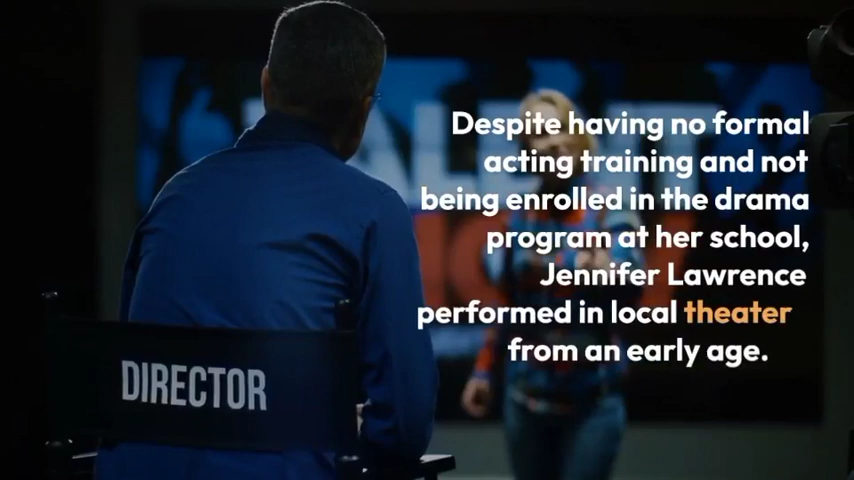 Despite having no formal
acting training and not
being enrolled in the drama
program at her school,
Jennifer Lawrence
performed in local theater
from an early age.
DIRECTOR